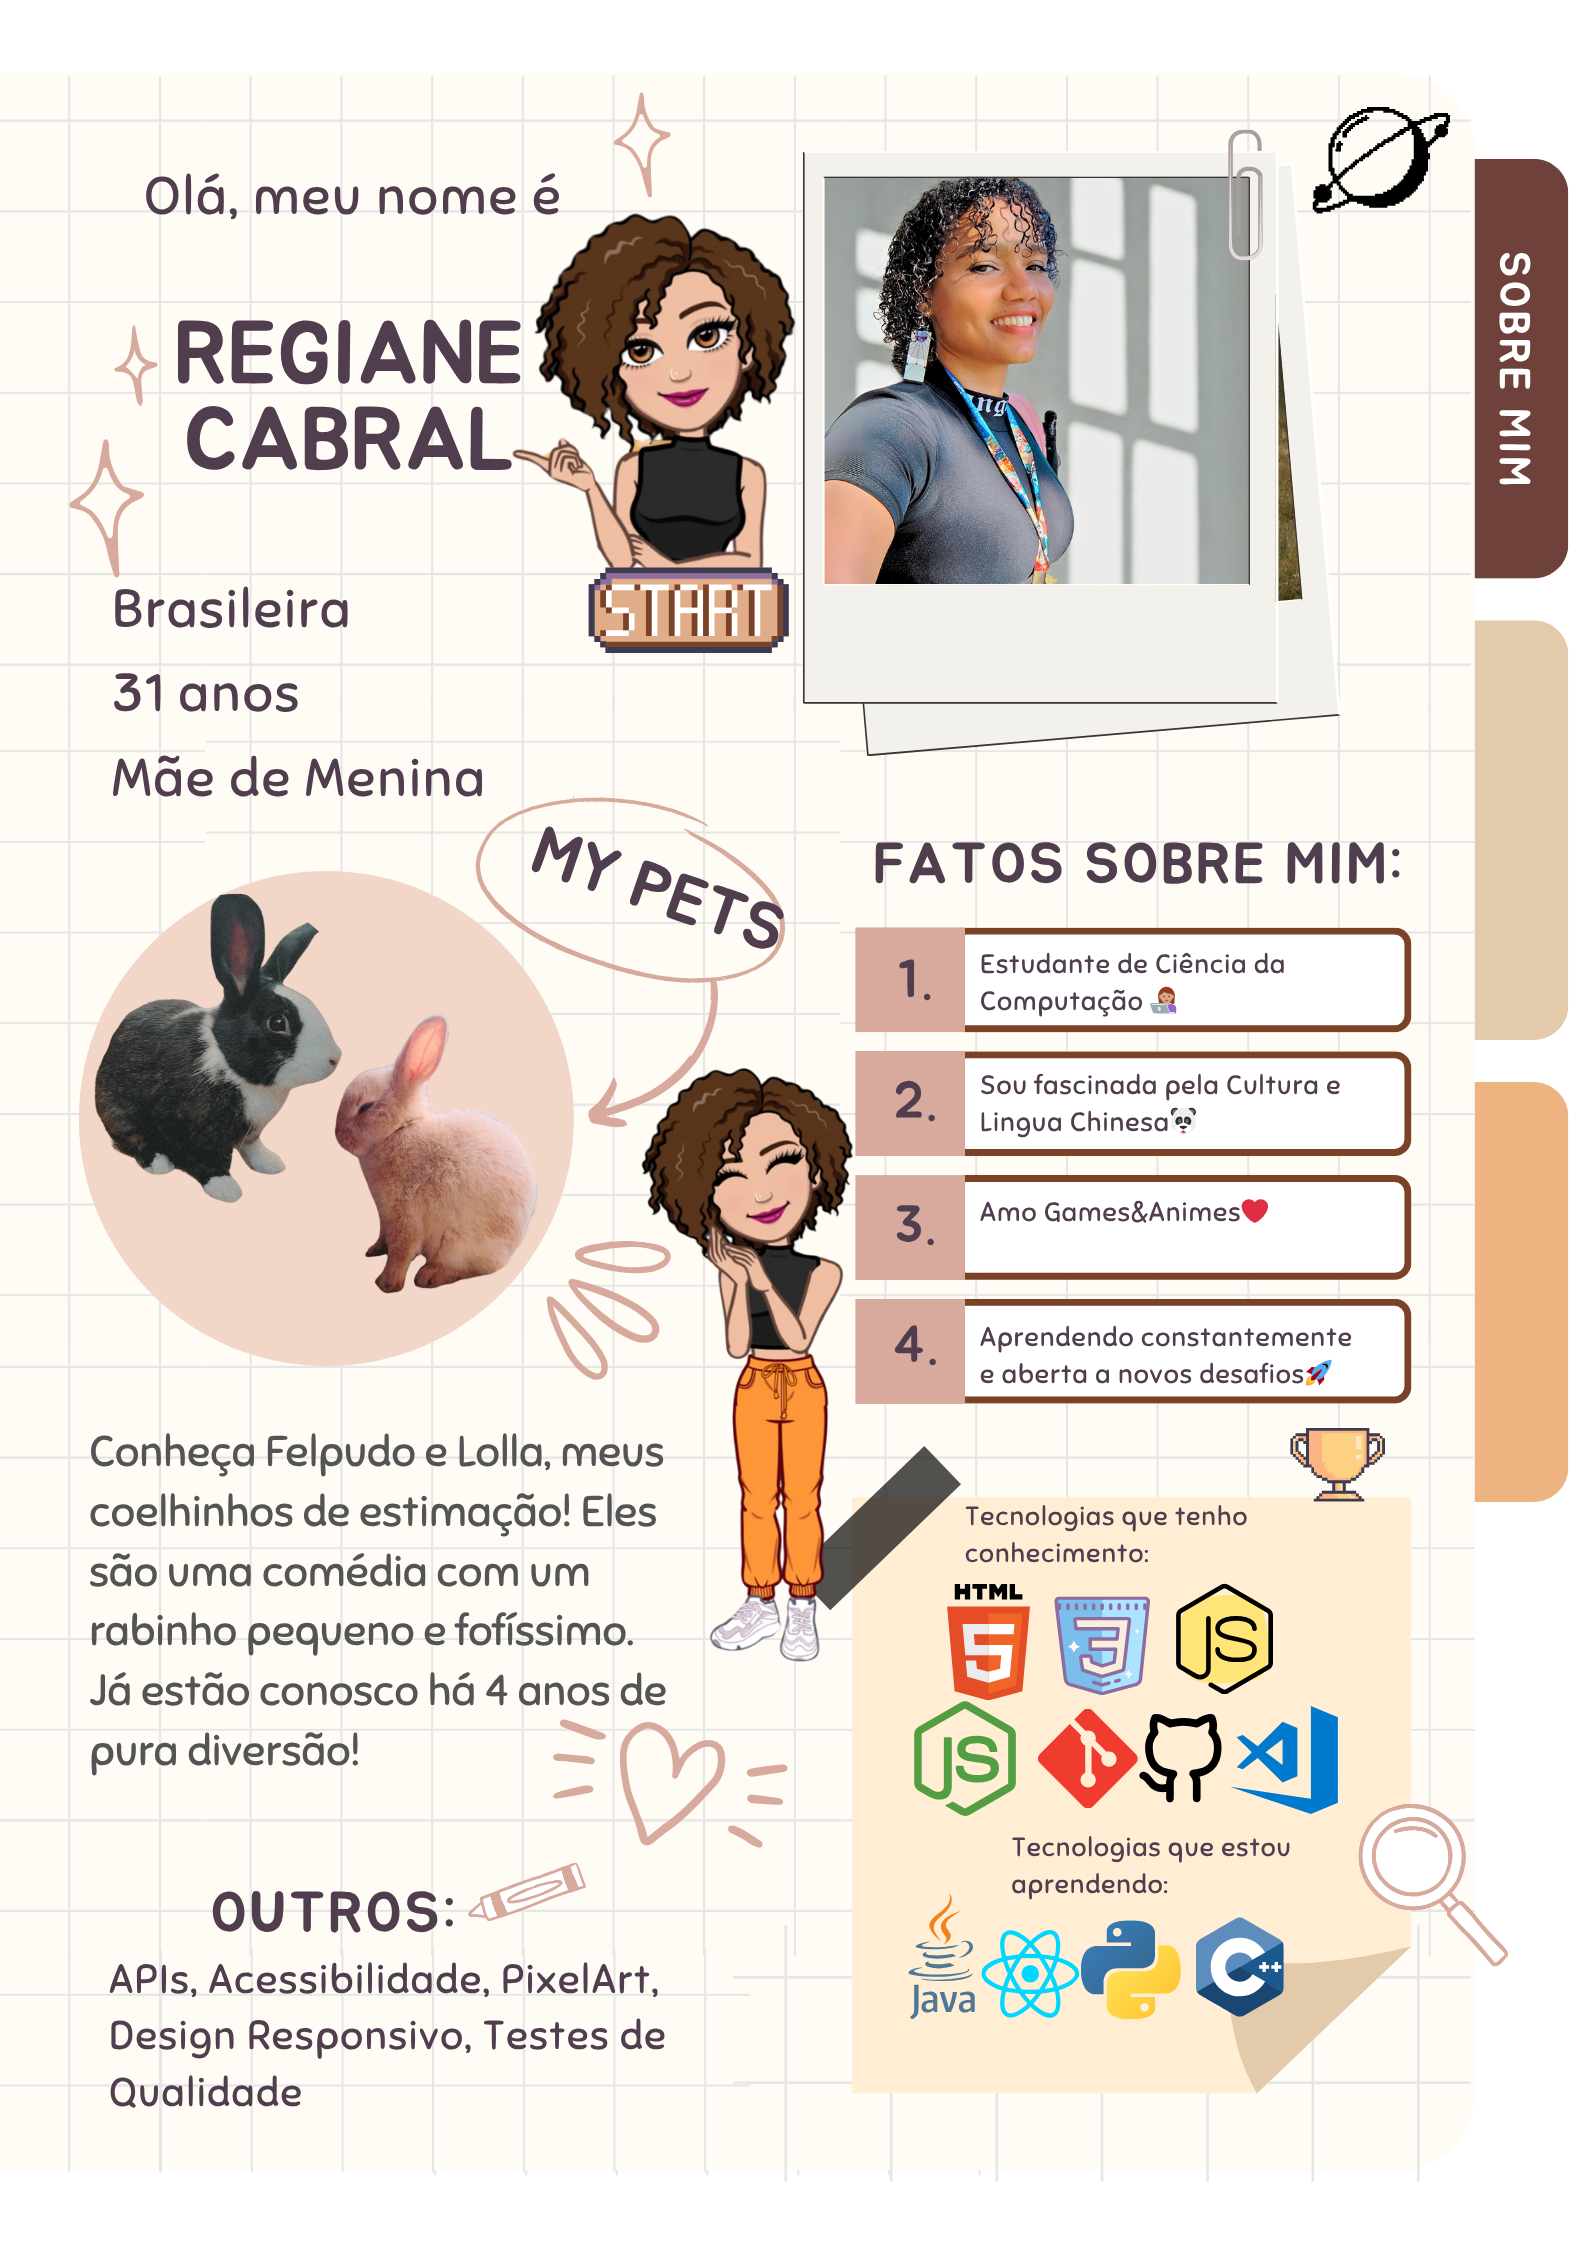 Olá, meu nome é
REGIANE
CABRAL
START
Brasileira
31 anos
Mãe de Menina
ng
SOBRE MIM
MY PETS
Conheça Felpudo e Lolla, meus
coelhinhos de estimação! Eles
são uma comédia com um
rabinho pequeno e fofíssimo.
Já estão conosco há 4 anos de
pura diversão!
OUTROS:
APIs, Acessibilidade, PixelArt,
Design Responsivo, Testes de
Qualidade
FATOS SOBRE MIM:
1.
Estudante de Ciência da
Computação 👩🏽‍💻
2.
Sou fascinada pela Cultura e
Lingua Chinesa🐼
3.
Amo Games&Animes❤️
4.
Aprendendo constantemente
e aberta a novos desafios🚀
Tecnologias que tenho
conhecimento:
HTML
5 3 JS
JS
Tecnologias que estou
aprendendo:
Java
C++